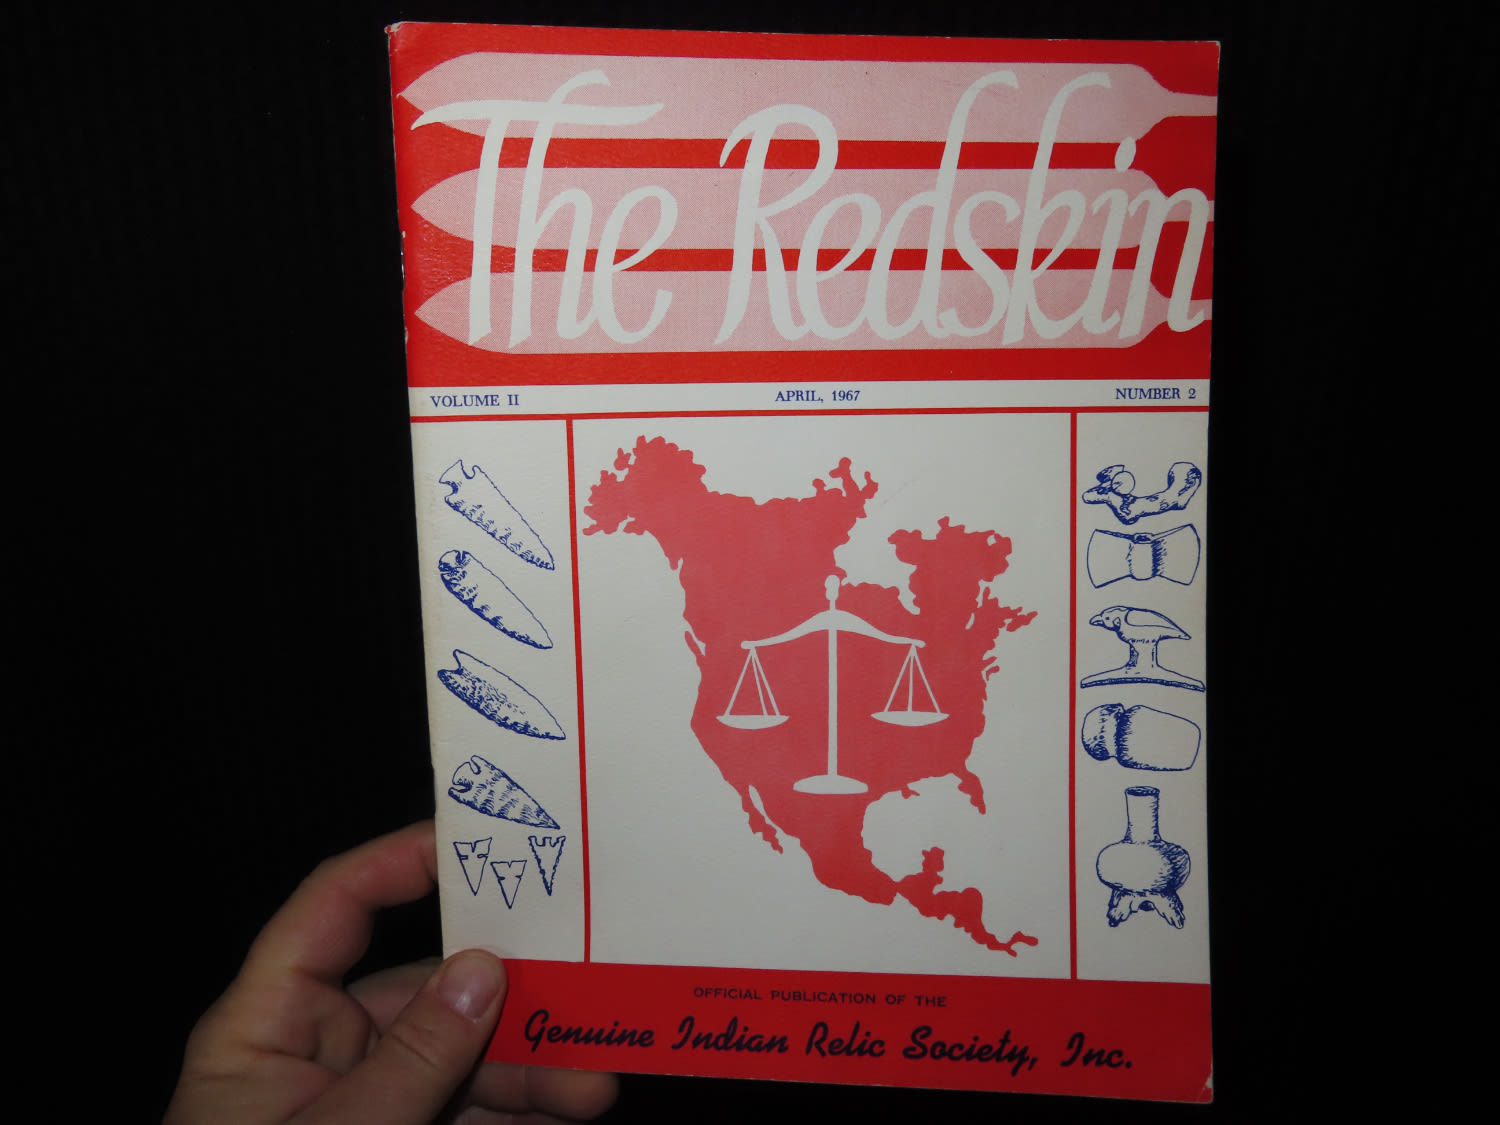 The Redskin
VOLUME II APRIL, 1967 NUMBER 2
OFFICIAL PUBLICATION OF THE
Genuine Indian Relic Society, Inc.